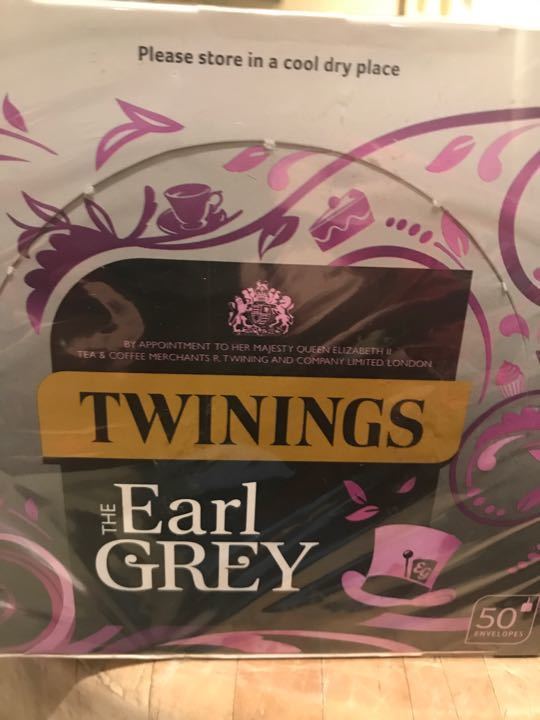 Please store in a cool dry place
BY APPOINTMENT TO HER MAJESTY QUEEN ELIZABETH II
TEA & COFFEE MERCHANTS R. TWINING AND COMPANY LIMITED LONDON
TWININGS
THE Earl
GREY
EG
50
ENVELOPES